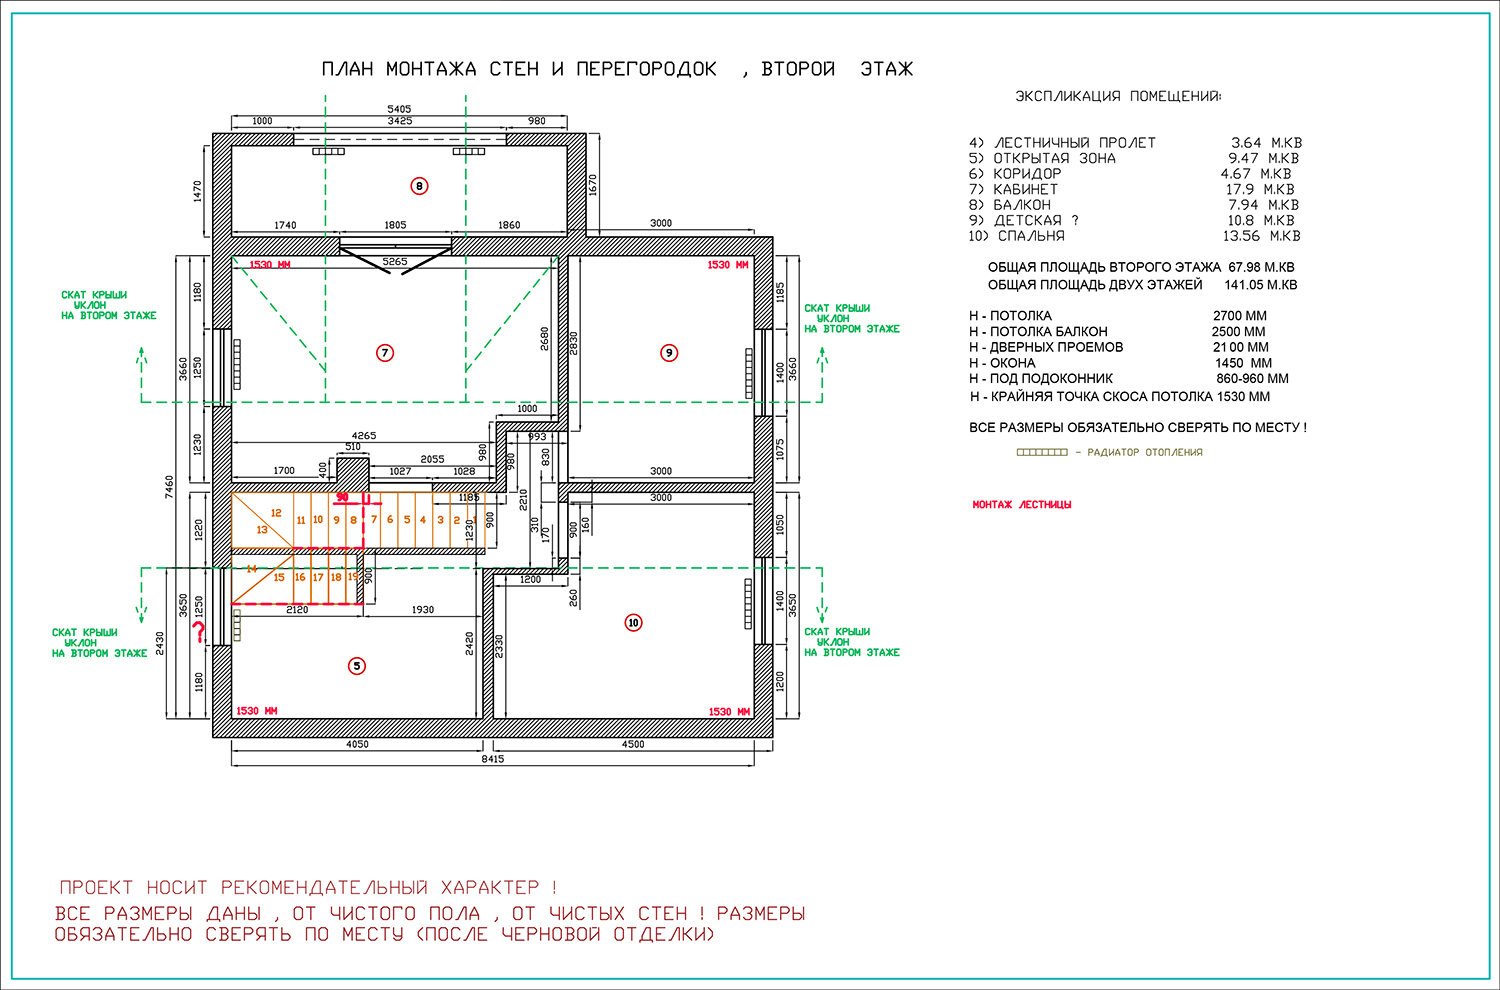 ПЛАН МОНТАЖА СТЕН И ПЕРЕГОРОДОК , ВТОРОЙ ЭТАЖ
ЭКСПЛИКАЦИЯ ПОМЕЩЕНИЙ:
4) ЛЕСТНИЧНЫЙ ПРОЛЕТ 3.64 М.КВ
5) ОТКРЫТАЯ ЗОНА 9.47 М.КВ
6) КОРИДОР 4.67 М.КВ
7) КАБИНЕТ 17.9 М.КВ
8) БАЛКОН 7.94 М.КВ
9) ДЕТСКАЯ ? 10.8 М.КВ
10) СПАЛЬНЯ 13.56 М.КВ
ОБЩАЯ ПЛОЩАДЬ ВТОРОГО ЭТАЖА 67.98 М.КВ
ОБЩАЯ ПЛОЩАДЬ ДВУХ ЭТАЖЕЙ 141.05 М.КВ
Н - ПОТОЛКА 2700 ММ
Н - ПОТОЛКА БАЛКОН 2500 ММ
Н - ДВЕРНЫХ ПРОЕМОВ 2100 ММ
Н - ОКОНА 1450 ММ
Н - ПОД ПОДОКОННИК 860-960 ММ
Н - КРАЙНЯЯ ТОЧКА СКОСА ПОТОЛКА 1530 ММ
ВСЕ РАЗМЕРЫ ОБЯЗАТЕЛЬНО СВЕРЯТЬ ПО МЕСТУ !
- РАДИАТОР ОТОПЛЕНИЯ
МОНТАЖ ЛЕСТНИЦЫ
5405
1000 3425 980
1470
8
1670
1740 1805 1860
3000
1530 ММ
5265
1530 ММ
СКАТ КРЫШИ
УКЛОН
НА ВТОРОМ ЭТАЖЕ
1180
1185
СКАТ КРЫШИ
УКЛОН
НА ВТОРОМ ЭТАЖЕ
2680
2830
7
9
3660
1250
1400
3660
1000
4265
993
1230
510
980
980
830
1075
2055
400
1700
1027 1028
3000
7460
90
1185
2210
3000
12
13
11 10 9 8 7 6 5 4 3 2 1
1220
1230
900
310
170
900
160
1050
14
15 16 17 18 19
900
1200
260
3650
1250
?
2430
2120 1930
1400
3650
СКАТ КРЫШИ
УКЛОН
НА ВТОРОМ ЭТАЖЕ
10
СКАТ КРЫШИ
УКЛОН
НА ВТОРОМ ЭТАЖЕ
2420
2330
5
1180
1200
1530 ММ
1530 ММ
4050 4500
8415
ПРОЕКТ НОСИТ РЕКОМЕНДАТЕЛЬНЫЙ ХАРАКТЕР !
ВСЕ РАЗМЕРЫ ДАНЫ , ОТ ЧИСТОГО ПОЛА , ОТ ЧИСТЫХ СТЕН ! РАЗМЕРЫ
ОБЯЗАТЕЛЬНО СВЕРЯТЬ ПО МЕСТУ (ПОСЛЕ ЧЕРНОВОЙ ОТДЕЛКИ)